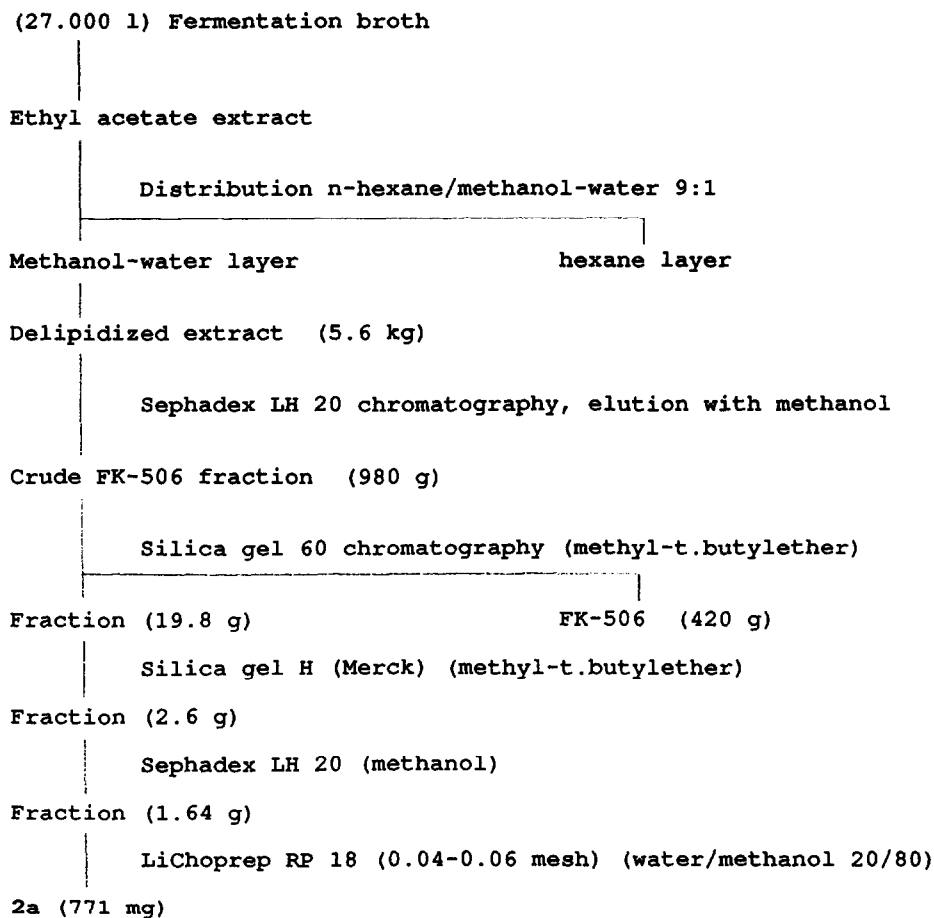 (27.000 l) Fermentation broth
Ethyl acetate extract
Distribution n-hexane/methanol-water 9:1
Methanol-water layer hexane layer
Delipidized extract (5.6 kg)
Sephadex LH 20 chromatography, elution with methanol
Crude FK-506 fraction (980 g)
Silica gel 60 chromatography (methyl-t.butylether)
Fraction (19.8 g) FK-506 (420 g)
Silica gel H (Merck) (methyl-t.butylether)
Fraction (2.6 g)
Sephadex LH 20 (methanol)
Fraction (1.64 g)
LiChoprep RP 18 (0.04-0.06 mesh) (water/methanol 20/80)
2a (771 mg)